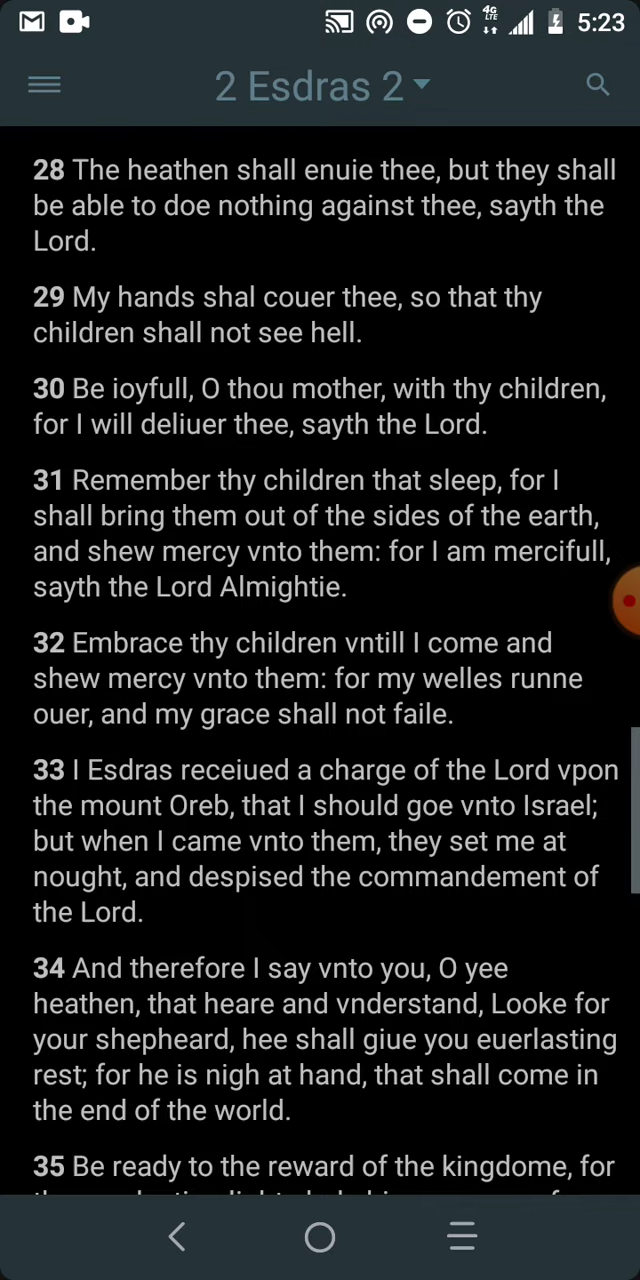 4G
LTE
5:23
2 Esdras 2
28 The heathen shall enuie thee, but they shall
be able to doe nothing against thee, sayth the
Lord.
29 My hands shal couer thee, so that thy
children shall not see hell.
30 Be ioyfull, O thou mother, with thy children,
for I will deliuer thee, sayth the Lord.
31 Remember thy children that sleep, for I
shall bring them out of the sides of the earth,
and shew mercy vnto them: for I am mercifull,
sayth the Lord Almightie.
32 Embrace thy children vntill I come and
shew mercy vnto them: for my welles runne
ouer, and my grace shall not faile.
33 I Esdras receiued a charge of the Lord vpon
the mount Oreb, that I should goe vnto Israel;
but when I came vnto them, they set me at
nought, and despised the commandement of
the Lord.
34 And therefore I say vnto you, O yee
heathen, that heare and vnderstand, Looke for
your shepheard, hee shall giue you euerlasting
rest; for he is nigh at hand, that shall come in
the end of the world.
35 Be ready to the reward of the kingdome, for